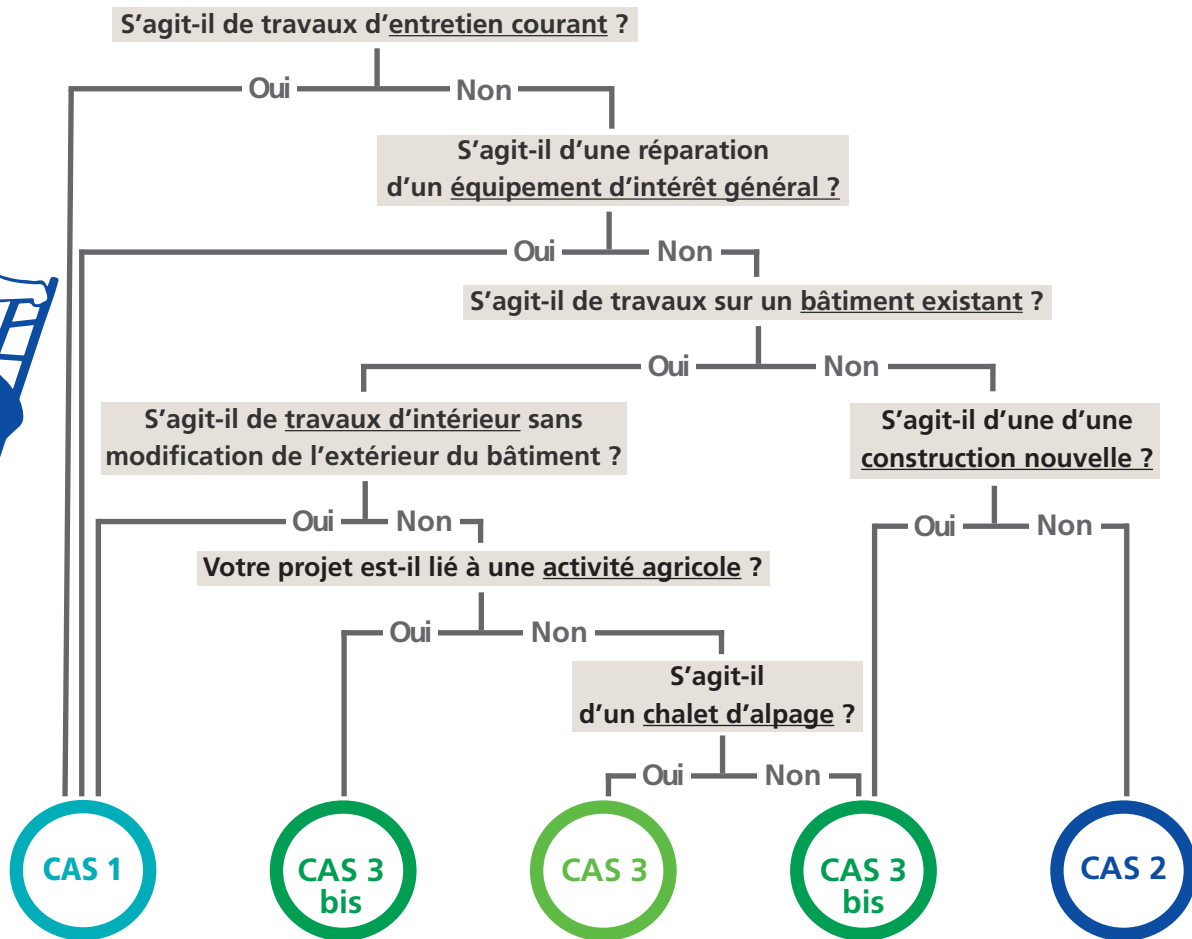 S’agit-il de travaux d’entretien courant ?
Oui Non
S’agit-il d’une réparation
d’un équipement d’intérêt général ?
Oui Non
S’agit-il de travaux sur un bâtiment existant ?
Oui Non
S’agit-il de travaux d’intérieur sans
modification de l’extérieur du bâtiment ?
S’agit-il d’une d’une
construction nouvelle ?
Oui Non
Oui Non
Votre projet est-il lié à une activité agricole ?
Oui Non
S’agit-il
d’un chalet d’alpage ?
Oui Non
CAS 1
CAS 3
bis
CAS 3
CAS 3
bis
CAS 2